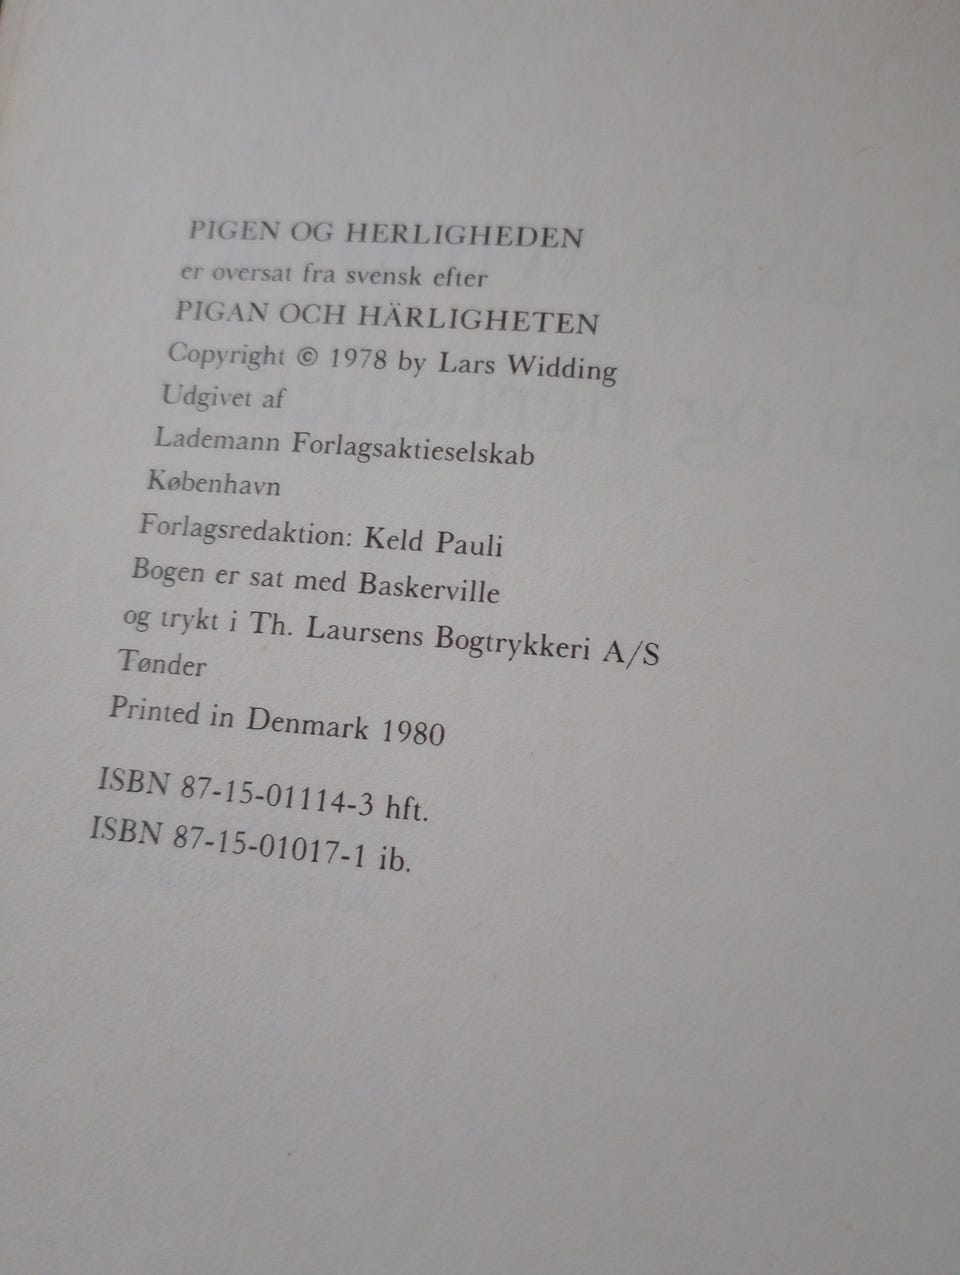 PIGEN OG HERLIGHEDEN
er oversat fra svensk efter
PIGAN OCH HÄRLIGHETEN
Copyright © 1978 by Lars Widding
Udgivet af
Lademann Forlagsaktieselskab
København
Forlagsredaktion: Keld Pauli
Bogen er sat med Baskerville
og trykt i Th. Laursens Bogtrykkeri A/S
Tønder
Printed in Denmark 1980
ISBN 87-15-01114-3 hft.
ISBN 87-15-01017-1 ib.